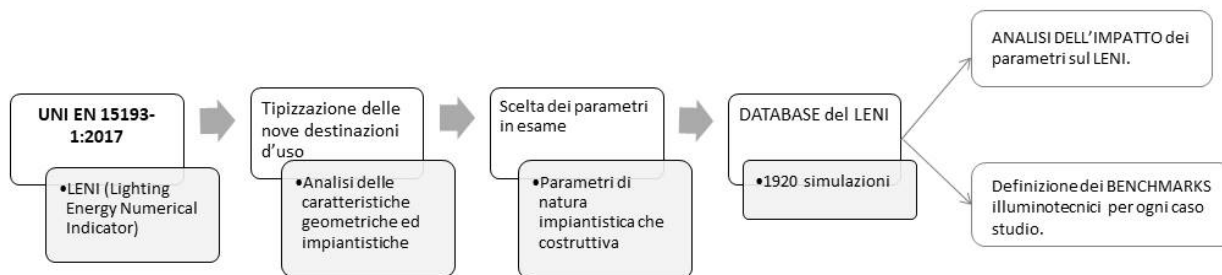 UNI EN 15193-
1:2017
•LENI (Lighting
Energy Numerical
Indicator)
Tipizzazione delle
nove destinazioni
d’uso
•Analisi delle
caratteristiche
geometriche ed
impiantistiche
Scelta dei parametri
in esame
•Parametri di
natura
impiantistica che
costruttiva
DATABASE del LENI
•1920 simulazioni
ANALISI DELL’IMPATTO dei
parametri sul LENI.
Definizione dei BENCHMARKS
illuminotecnici per ogni caso
studio.